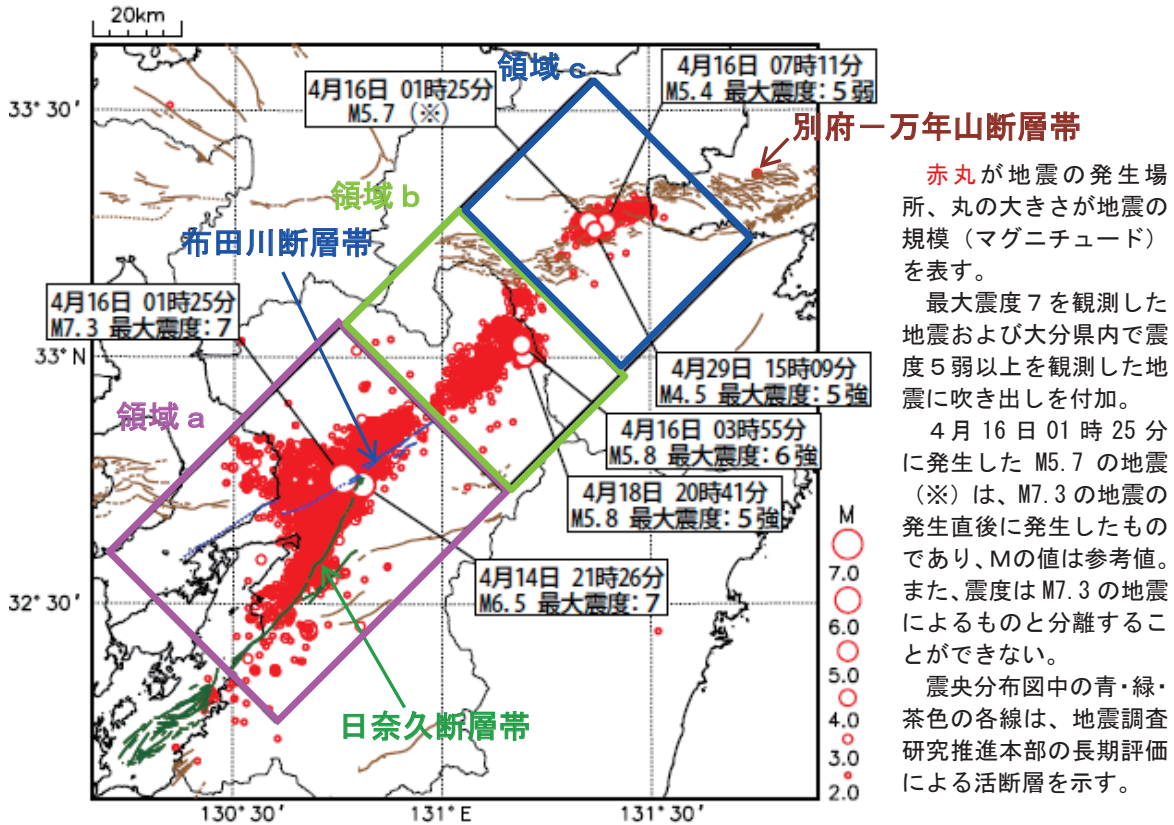 20km
領域c
4月16日 07時11分
M5.4 最大震度:5弱
4月16日 01時25分
M5.7 (※)
33°30′
別府－万年山断層帯
領域b
布田川断層帯
4月16日 01時25分
M7.3 最大震度:7
33°N
4月29日 15時09分
M4.5 最大震度:5強
領域a
4月16日 03時55分
M5.8 最大震度:6強
4月18日 20時41分
M5.8 最大震度:5強
4月14日 21時26分
M6.5 最大震度:7
32°30′
日奈久断層帯
130°30′
131°E
131°30′
M
7.0
6.0
5.0
4.0
3.0
2.0
赤丸が地震の発生場
所、丸の大きさが地震の
規模（マグニチュード）
を表す。
最大震度７を観測した
地震および大分県内で震
度５弱以上を観測した地
震に吹き出しを付加。
４月16日01時25分
に発生した M5.7 の地震
（※）は、M7.3 の地震の
発生直後に発生したもの
であり、Ｍの値は参考値。
また、震度は M7.3 の地震
によるものと分離するこ
とができない。
震央分布図中の青・緑・
茶色の各線は、地震調査
研究推進本部の長期評価
による活断層を示す。